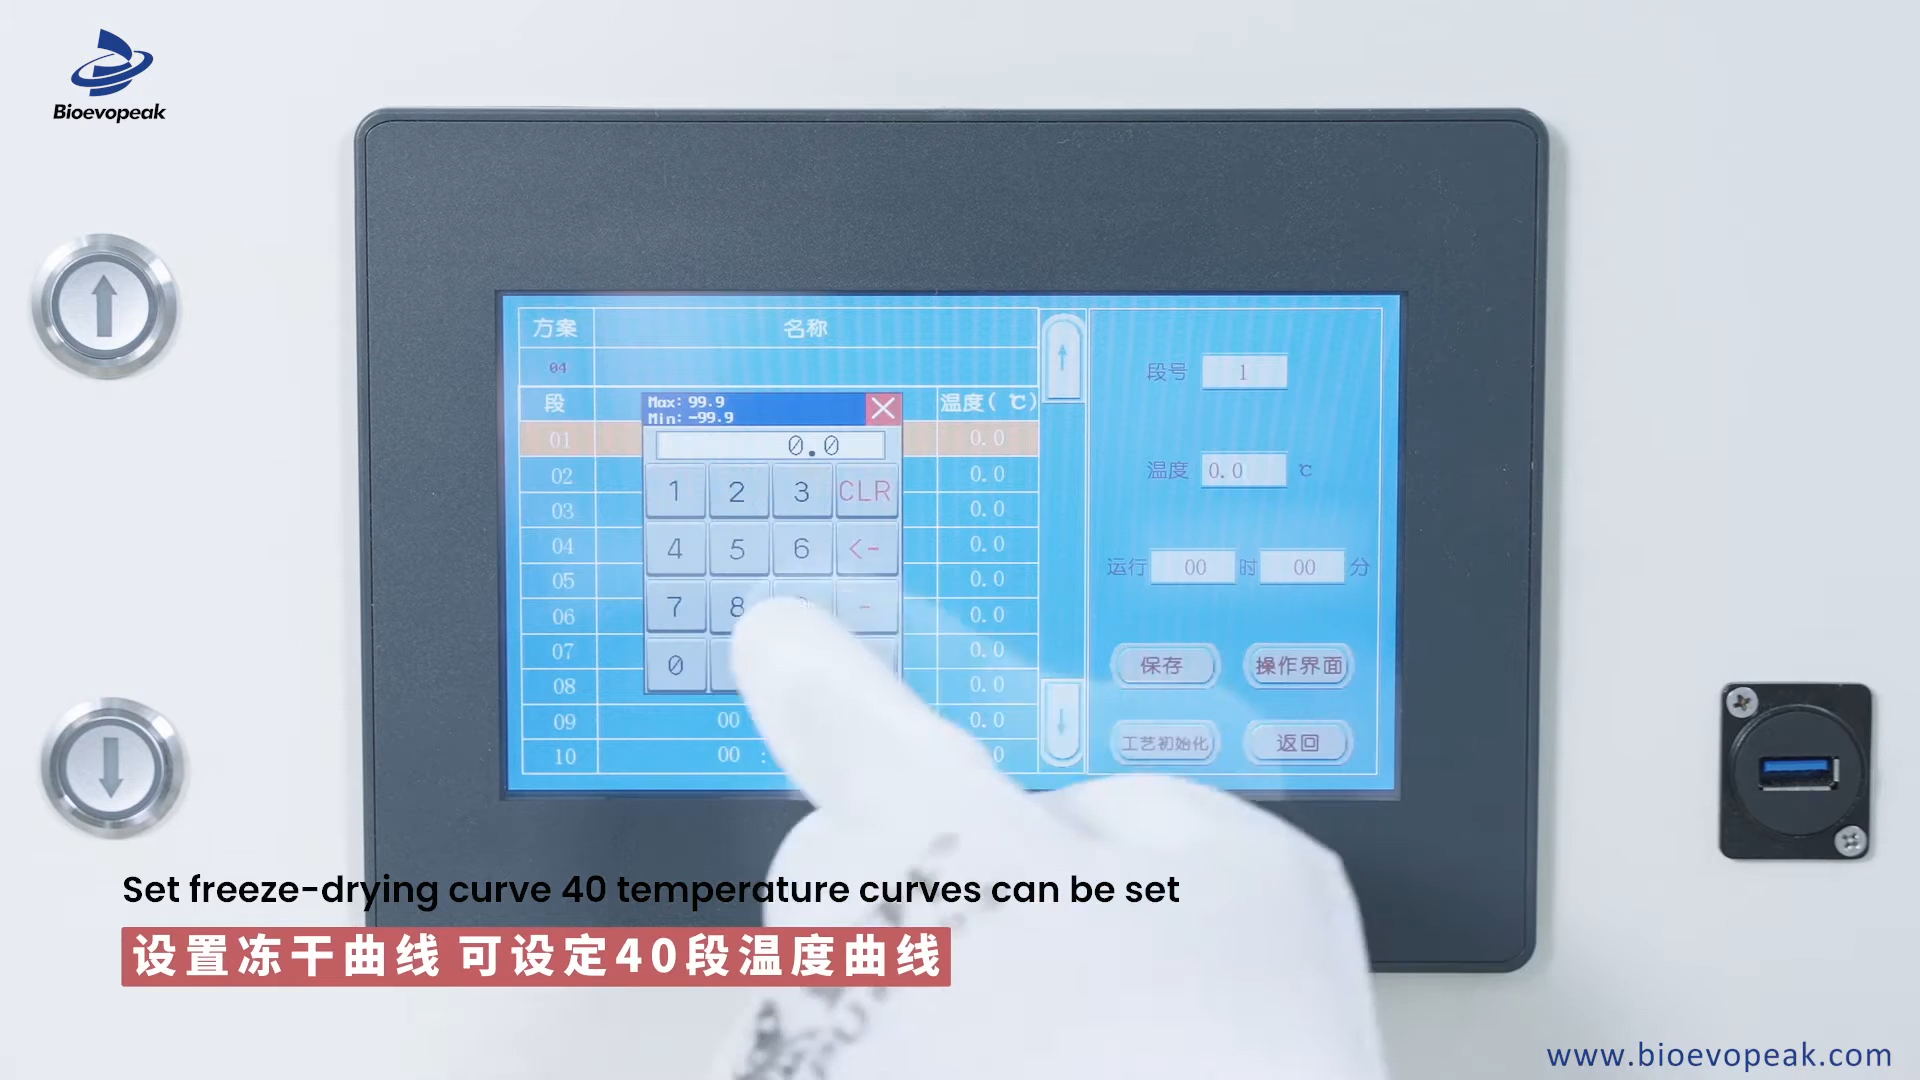 Bioevopeak
方案 名称
04
段 温度(℃)
Max: 99.9
Min: -99.9
0.0
1 2 3 CLR
4 5 6 <-
7 8 -
0
01 0.0
02 0.0
03 0.0
04 0.0
05 0.0
06 0.0
07 0.0
08 0.0
09 00 0.0
10 00 : 0
段号 1
温度 0.0 ℃
运行 00 时 00 分
保存 操作界面
工艺初始化 返回
Set freeze-drying curve 40 temperature curves can be set
设置冻干曲线 可设定40段温度曲线
www.bioevopeak.com